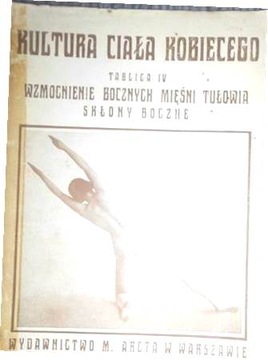 KULTURA CIAŁA KOBIECEGO
TABLICA IV
WZMOCNIENIE BOCZNYCH MIĘŚNI TUŁOWIA
SKŁONY BOCZNE
WYDAWNICTWO M. ARCTA W WARSZAWIE